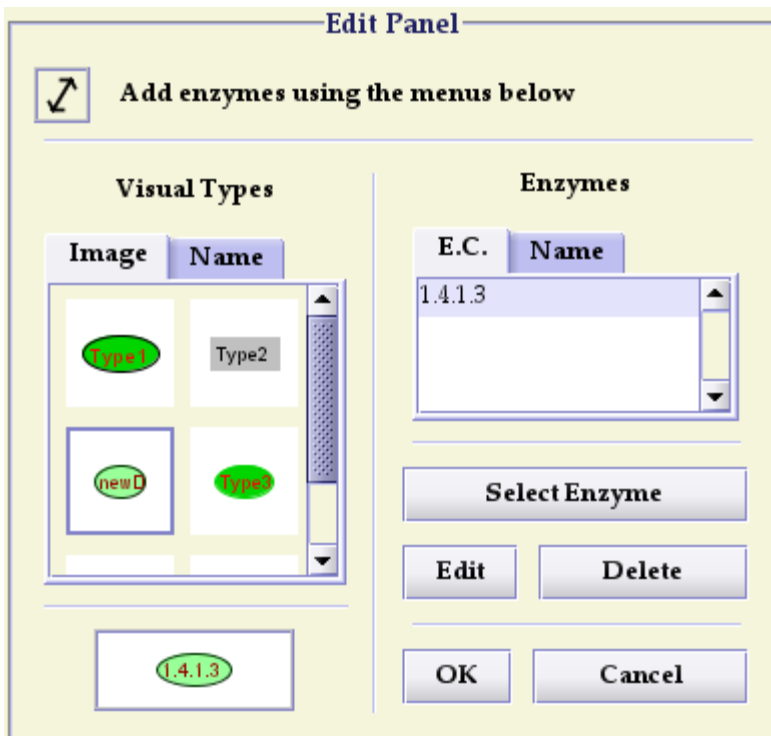 Edit Panel
Add enzymes using the menus below
Visual Types
Image Name
Type1 Type2
newD Type3
1.4.1.3
Enzymes
E.C. Name
1.4.1.3
Select Enzyme
Edit Delete
OK Cancel